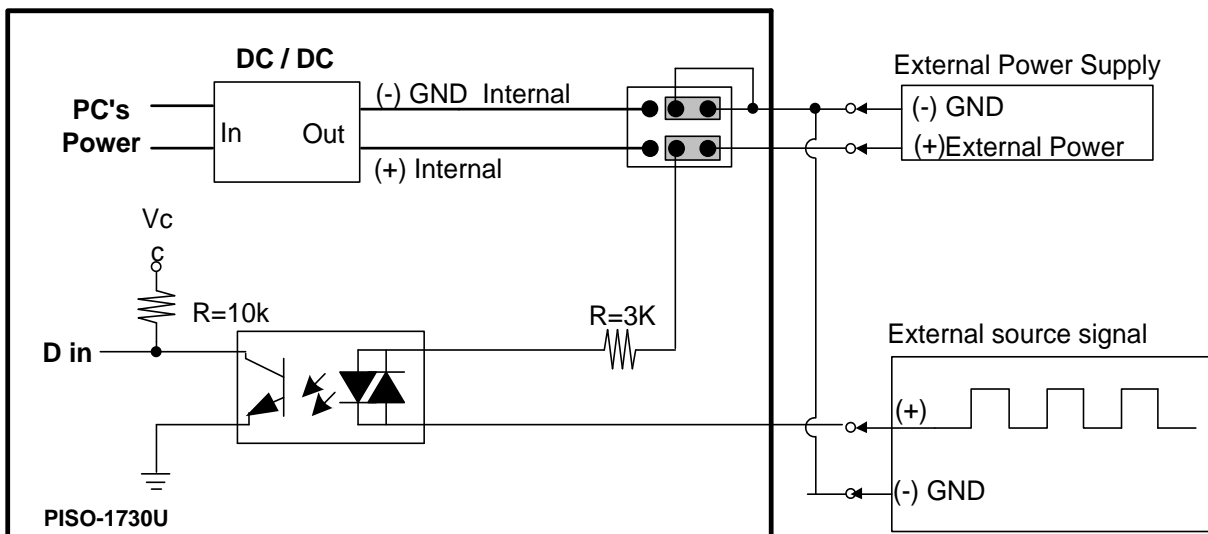 DC / DC
External Power Supply
(-) GND Internal
(-) GND
PC's
Power
In
Out
(+)External Power
(+) Internal
Vc
c
R=10k
R=3K
External source signal
D in
(+)
(-) GND
PISO-1730U